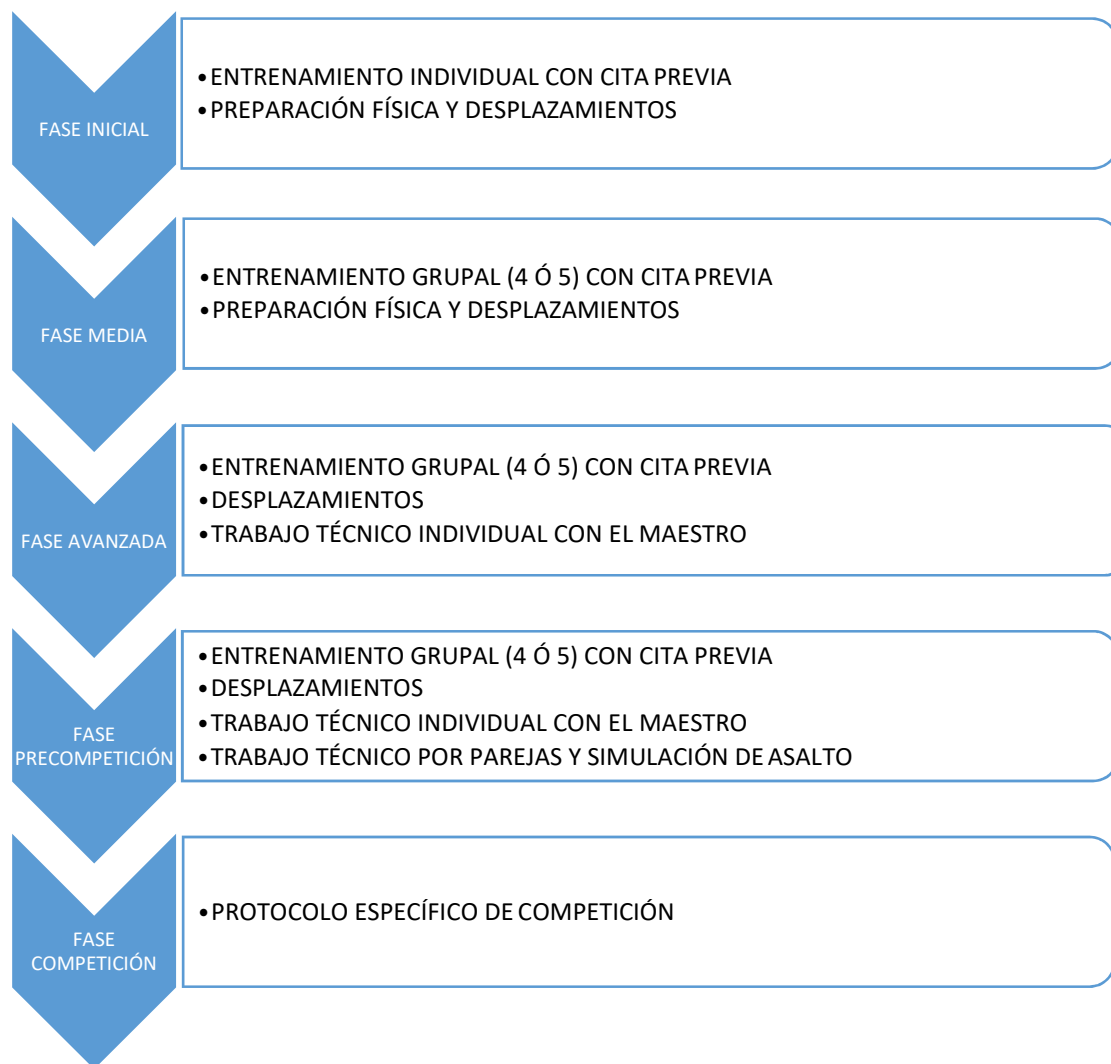 FASE INICIAL
•ENTRENAMIENTO INDIVIDUAL CON CITA PREVIA
•PREPARACIÓN FÍSICA Y DESPLAZAMIENTOS
FASE MEDIA
•ENTRENAMIENTO GRUPAL (4 Ó 5) CON CITA PREVIA
•PREPARACIÓN FÍSICA Y DESPLAZAMIENTOS
FASE AVANZADA
•ENTRENAMIENTO GRUPAL (4 Ó 5) CON CITA PREVIA
•DESPLAZAMIENTOS
•TRABAJO TÉCNICO INDIVIDUAL CON EL MAESTRO
FASE
PRECOMPETICIÓN
•ENTRENAMIENTO GRUPAL (4 Ó 5) CON CITA PREVIA
•DESPLAZAMIENTOS
•TRABAJO TÉCNICO INDIVIDUAL CON EL MAESTRO
•TRABAJO TÉCNICO POR PAREJAS Y SIMULACIÓN DE ASALTO
FASE
COMPETICIÓN
•PROTOCOLO ESPECÍFICO DE COMPETICIÓN